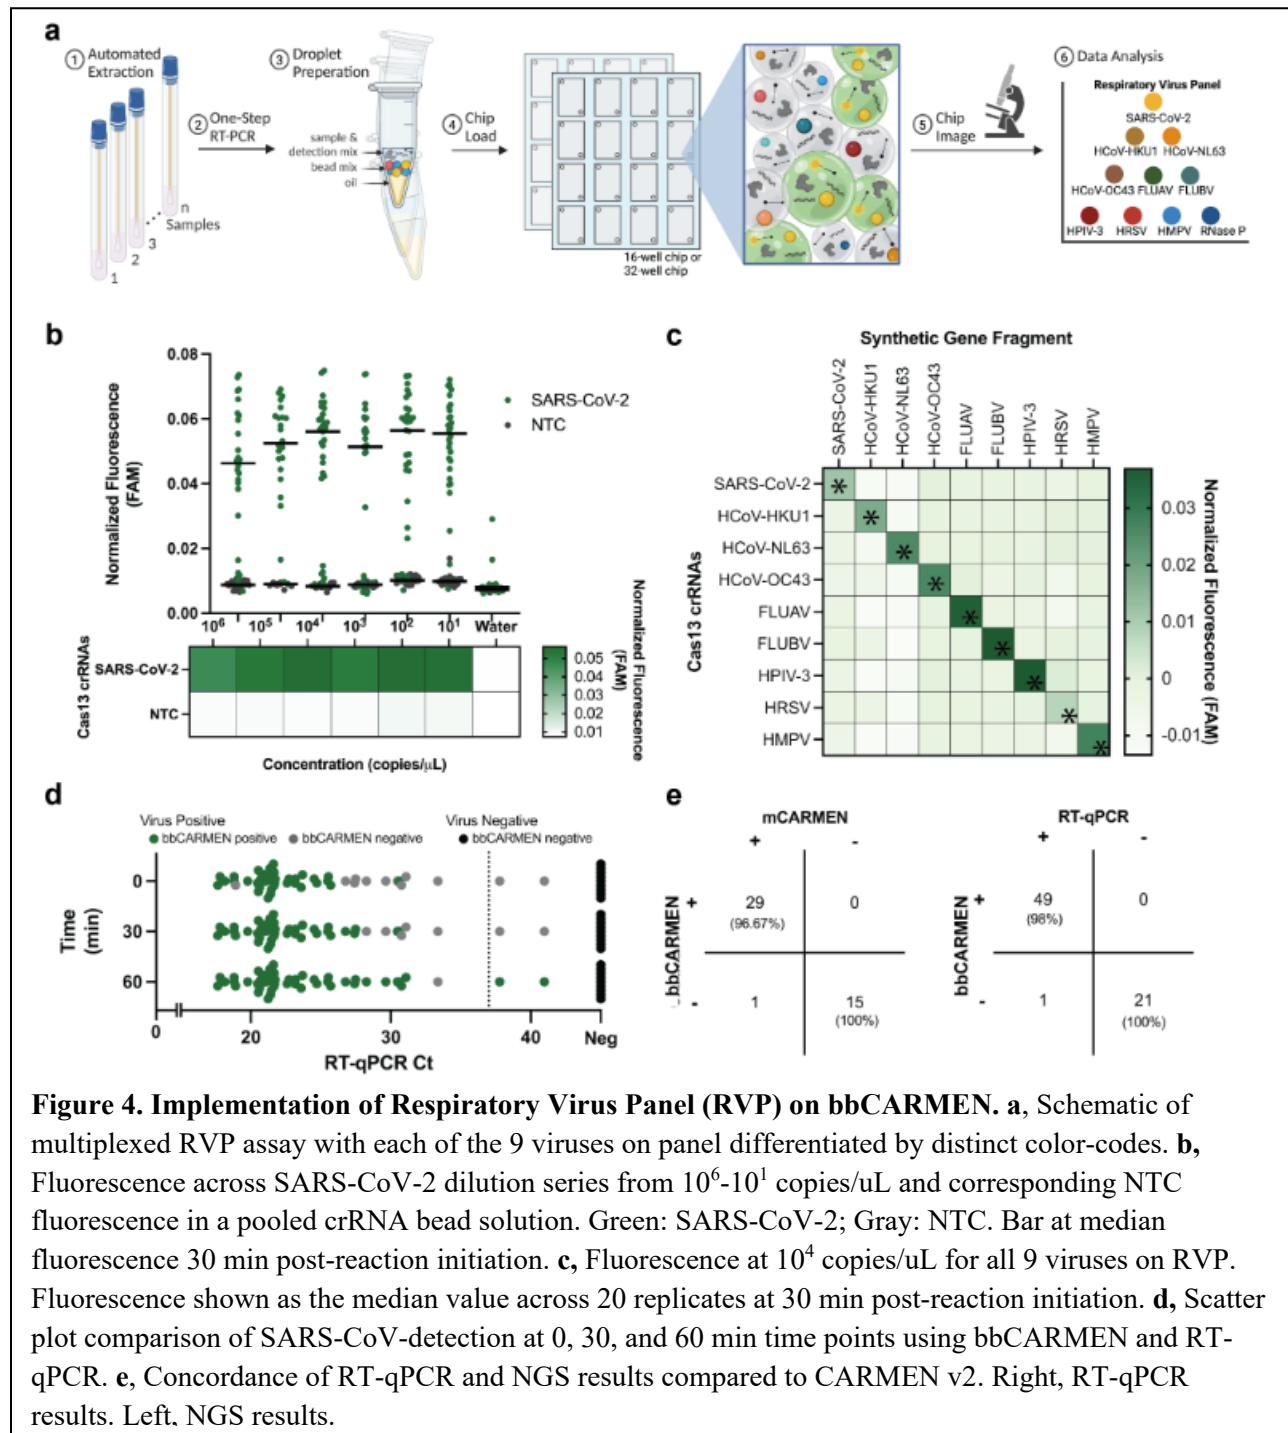 a
1 Automated
Extraction
2 One-Step
RT-PCR
1
2
3
n
Samples
3 Droplet
Preperation
sample &
detection mix
bead mix
oil
4 Chip
Load
16-well chip or
32-well chip
5 Chip
Image
6 Data Analysis
Respiratory Virus Panel
SARS-CoV-2
HCoV-HKU1 HCoV-NL63
HCoV-OC43 FLUAV FLUBV
HPIV-3 HRSV HMPV RNase P
b
Normalized Fluorescence
(FAM)
0.08
0.06
0.04
0.02
0.00
SARS-CoV-2
NTC
10⁶ 10⁵ 10⁴ 10³ 10² 10¹ Water
Cas13 crRNAs
SARS-CoV-2
NTC
Concentration (copies/µL)
0.05
0.04
0.03
0.02
0.01
Normalized Fluorescence
(FAM)
c
Synthetic Gene Fragment
SARS-CoV-2
HCoV-HKU1
HCoV-NL63
HCoV-OC43
FLUAV
FLUBV
HPIV-3
HRSV
HMPV
Cas13 crRNAs
SARS-CoV-2 *
HCoV-HKU1 *
HCoV-NL63 *
HCoV-OC43 *
FLUAV *
FLUBV *
HPIV-3 *
HRSV *
HMPV *
0.03
0.02
0.01
0
-0.01
Normalized Fluorescence (FAM)
d
Virus Positive
bbCARMEN positive bbCARMEN negative
Virus Negative
bbCARMEN negative
Time
(min)
0
30
60
0 20 30 40 Neg
RT-qPCR Ct
e
mCARMEN
+ -
bbCARMEN
+ 29 0
(96.67%)
- 1 15
(100%)
RT-qPCR
+ -
bbCARMEN
+ 49 0
(98%)
- 1 21
(100%)
Figure 4. Implementation of Respiratory Virus Panel (RVP) on bbCARMEN. a, Schematic of
multiplexed RVP assay with each of the 9 viruses on panel differentiated by distinct color-codes. b,
Fluorescence across SARS-CoV-2 dilution series from 10⁶-10¹ copies/uL and corresponding NTC
fluorescence in a pooled crRNA bead solution. Green: SARS-CoV-2; Gray: NTC. Bar at median
fluorescence 30 min post-reaction initiation. c, Fluorescence at 10⁴ copies/uL for all 9 viruses on RVP.
Fluorescence shown as the median value across 20 replicates at 30 min post-reaction initiation. d, Scatter
plot comparison of SARS-CoV-detection at 0, 30, and 60 min time points using bbCARMEN and RT-
qPCR. e, Concordance of RT-qPCR and NGS results compared to CARMEN v2. Right, RT-qPCR
results. Left, NGS results.